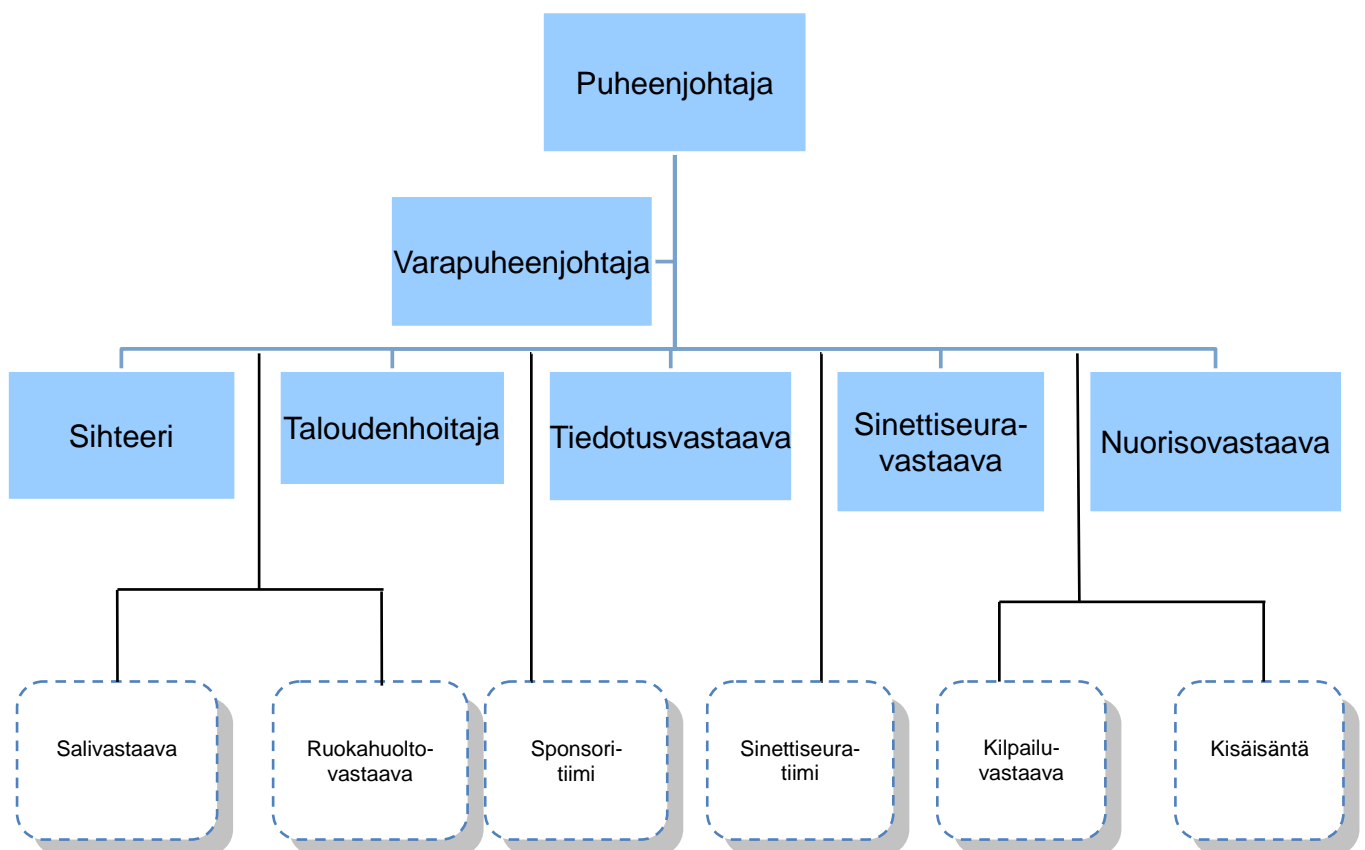 Puheenjohtaja
Varapuheenjohtaja
Sihteeri
Taloudenhoitaja
Tiedotusvastaava
Sinettiseura-
vastaava
Nuorisovastaava
Salivastaava
Ruokahuolto-
vastaava
Sponsori-
tiimi
Sinettiseura-
tiimi
Kilpailu-
vastaava
Kisäisäntä